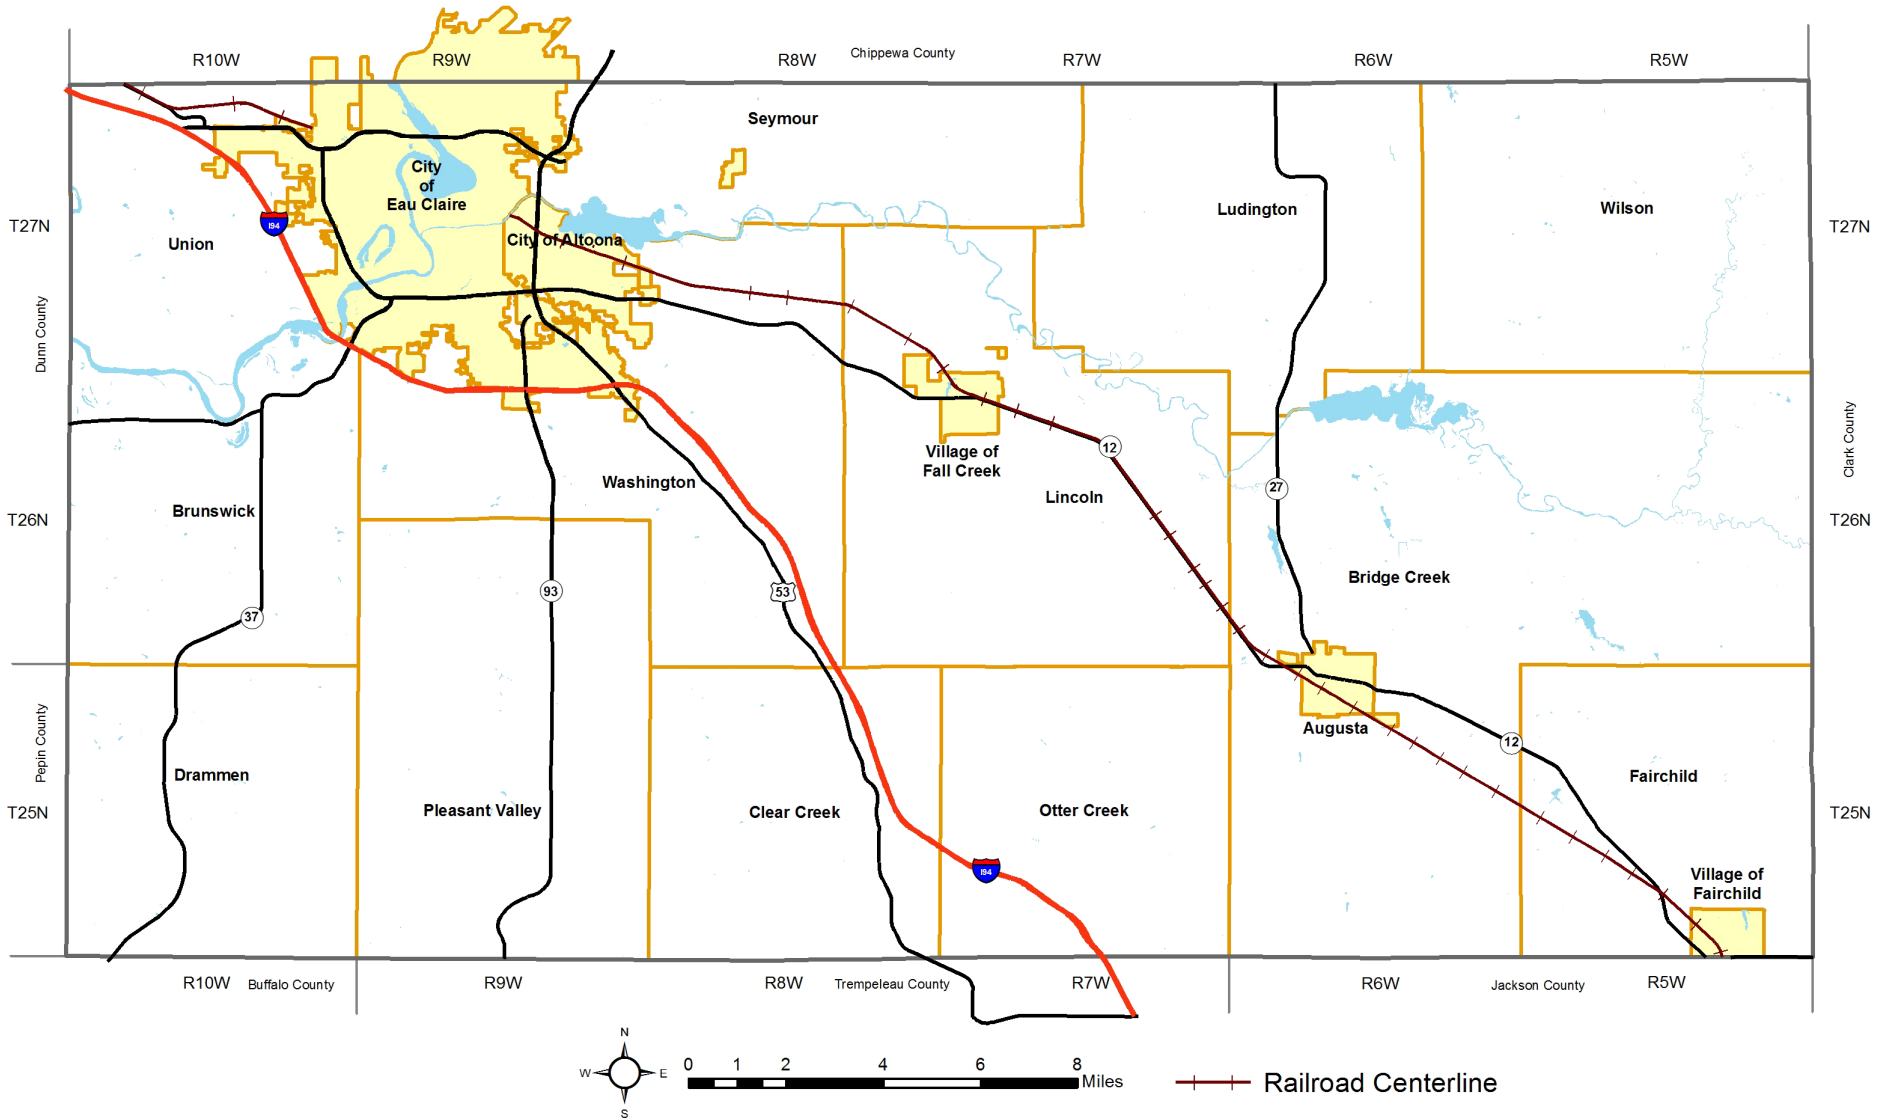 R10W
R9W
R8W
Chippewa County
R7W
R6W
R5W
Seymour
City
of
Eau Claire
Ludington
Wilson
T27N
T27N
I94
Union
City of Altoona
Dunn County
Clark County
Village of
Fall Creek
12
Washington
27
Lincoln
Brunswick
T26N
T26N
Bridge Creek
93
53
37
Augusta
12
Pepin County
Drammen
Fairchild
Pleasant Valley
Clear Creek
Otter Creek
T25N
T25N
I94
Village of
Fairchild
R10W
Buffalo County
R9W
R8W
Trempeleau County
R7W
R6W
Jackson County
R5W
N
W
E
S
0 1 2 4 6 8
Miles
Railroad Centerline